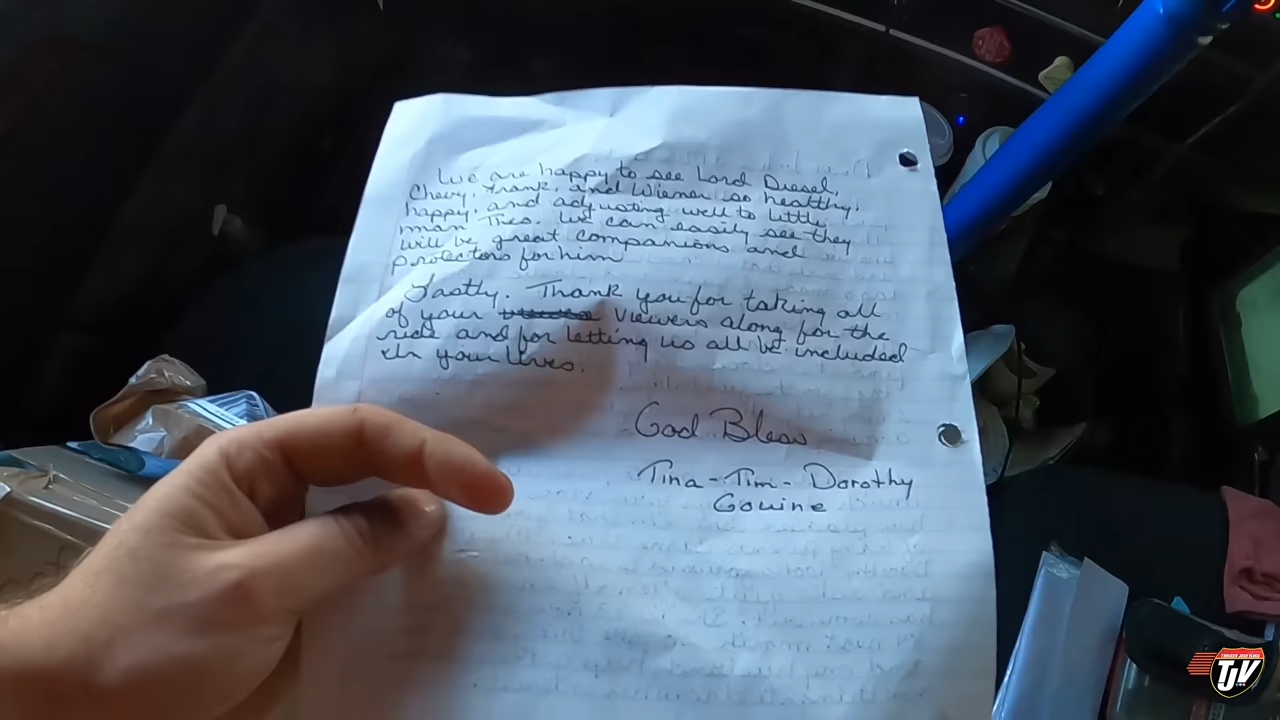 We are happy to see Lord Diesel,
Chevy, Frank, and Wiener so healthy,
happy, and adjusting well to little
man Theo. We can easily see they
will be great companions and
protectors for him
Lastly. Thank you for taking all
of your viewers along for the
ride and for letting us all be included
in your lives.
God Bless
Tina-Tim-Dorothy
Gouine
TJV